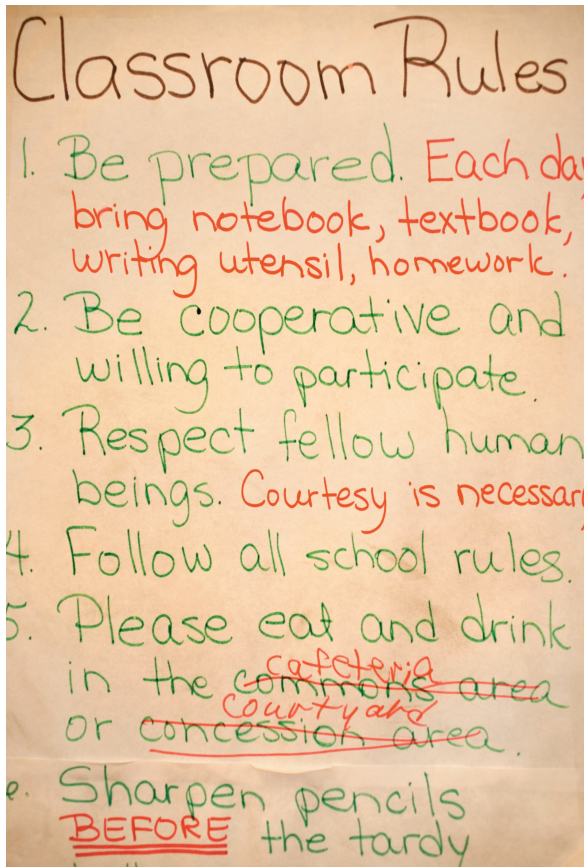 Classroom Rules
1. Be prepared. Each da
bring notebook, textbook,
writing utensil, homework.
2. Be cooperative and
willing to participate.
3. Respect fellow human
beings. Courtesy is necessar
4. Follow all school rules.
5. Please eat and drink
cafeteria
in the commons area
courtyard
or concession area.
Sharpen pencils
BEFORE the tardy